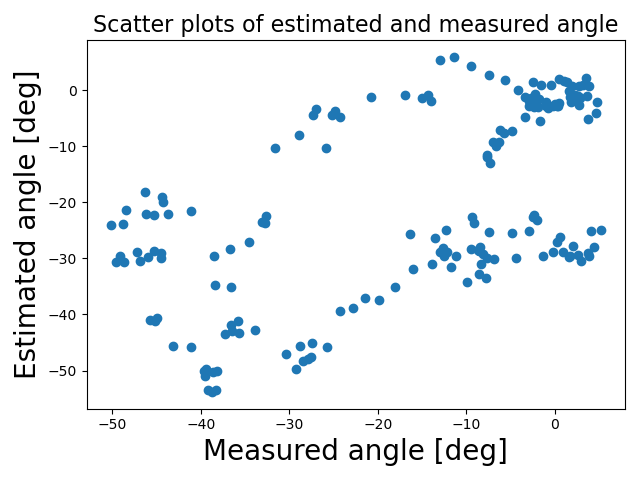 Scatter plots of estimated and measured angle
Estimated angle [deg]
0
−10
−20
−30
−40
−50
−50 −40 −30 −20 −10 0
Measured angle [deg]